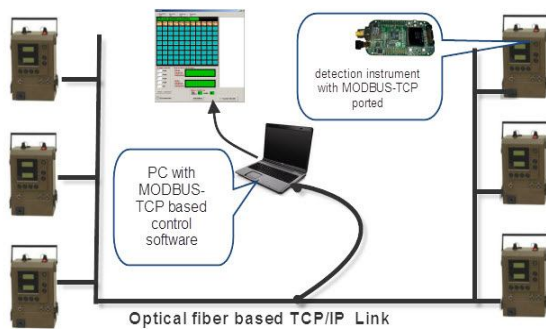 detection instrument
with MODBUS-TCP
ported
PC with
MODBUS-
TCP based
control
software
Optical fiber based TCP/IP Link